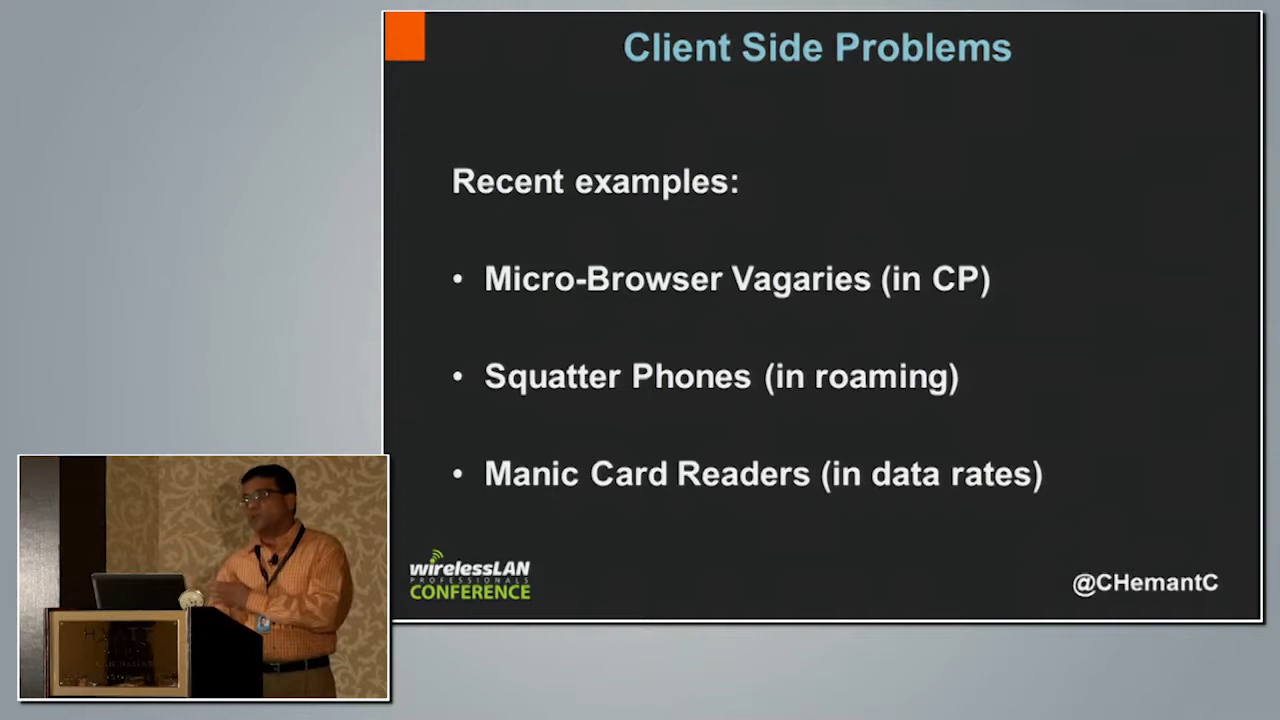 Client Side Problems
Recent examples:
• Micro-Browser Vagaries (in CP)
• Squatter Phones (in roaming)
• Manic Card Readers (in data rates)
wirelessLAN
PROFESSIONALS
CONFERENCE
@CHemantC
HYATT